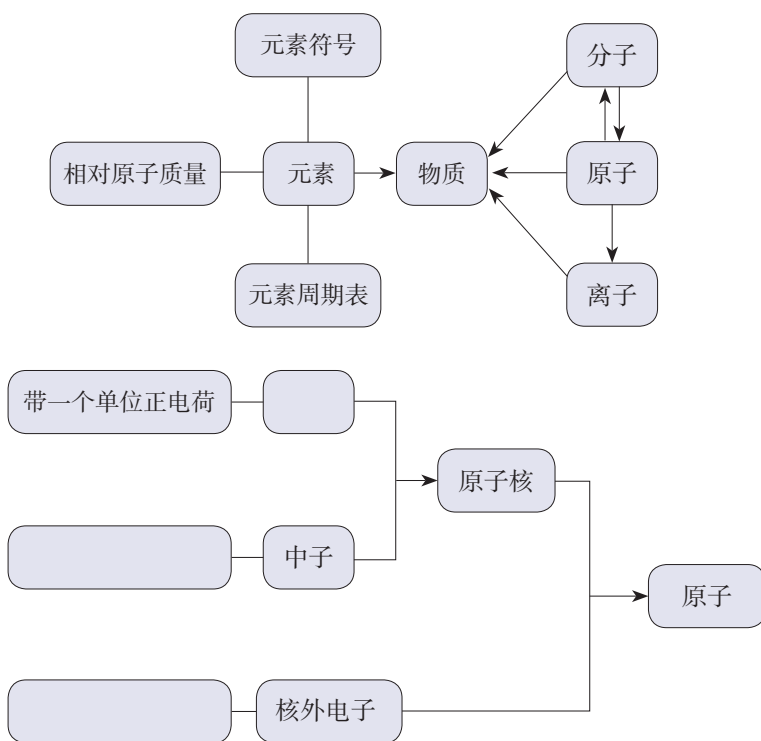 元素符号
分子
相对原子质量
元素
物质
原子
元素周期表
离子
带一个单位正电荷
原子核
中子
原子
核外电子